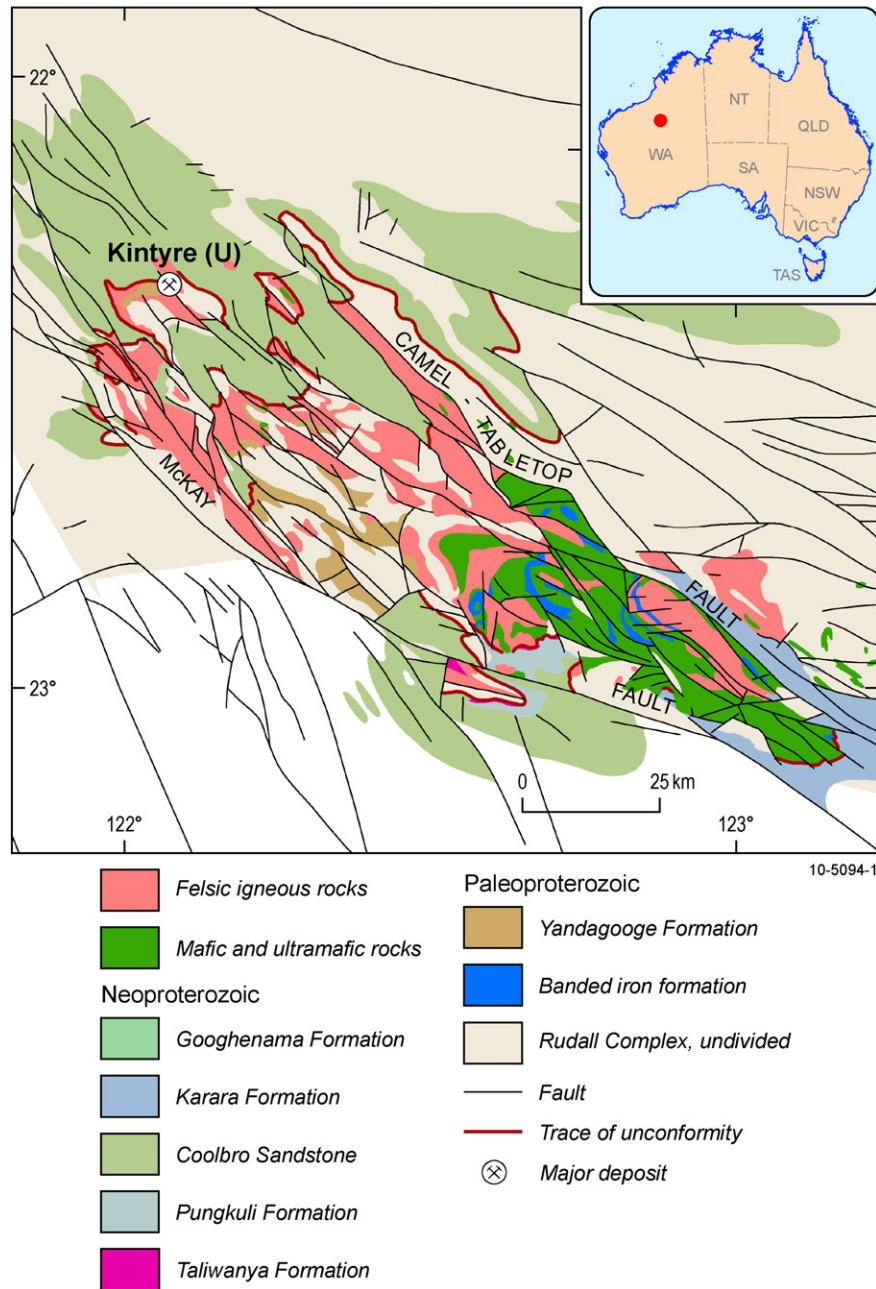 22°
Kintyre (U)
CAMEL - TABLETOP
FAULT
McKAY
FAULT
23°
0
25 km
122°
123°
NT
QLD
WA
SA
NSW
VIC
TAS
10-5094-1
Felsic igneous rocks
Mafic and ultramafic rocks
Neoproterozoic
Googhenama Formation
Karara Formation
Coolbro Sandstone
Pungkuli Formation
Taliwanya Formation
Paleoproterozoic
Yandagooge Formation
Banded iron formation
Rudall Complex, undivided
Fault
Trace of unconformity
Major deposit